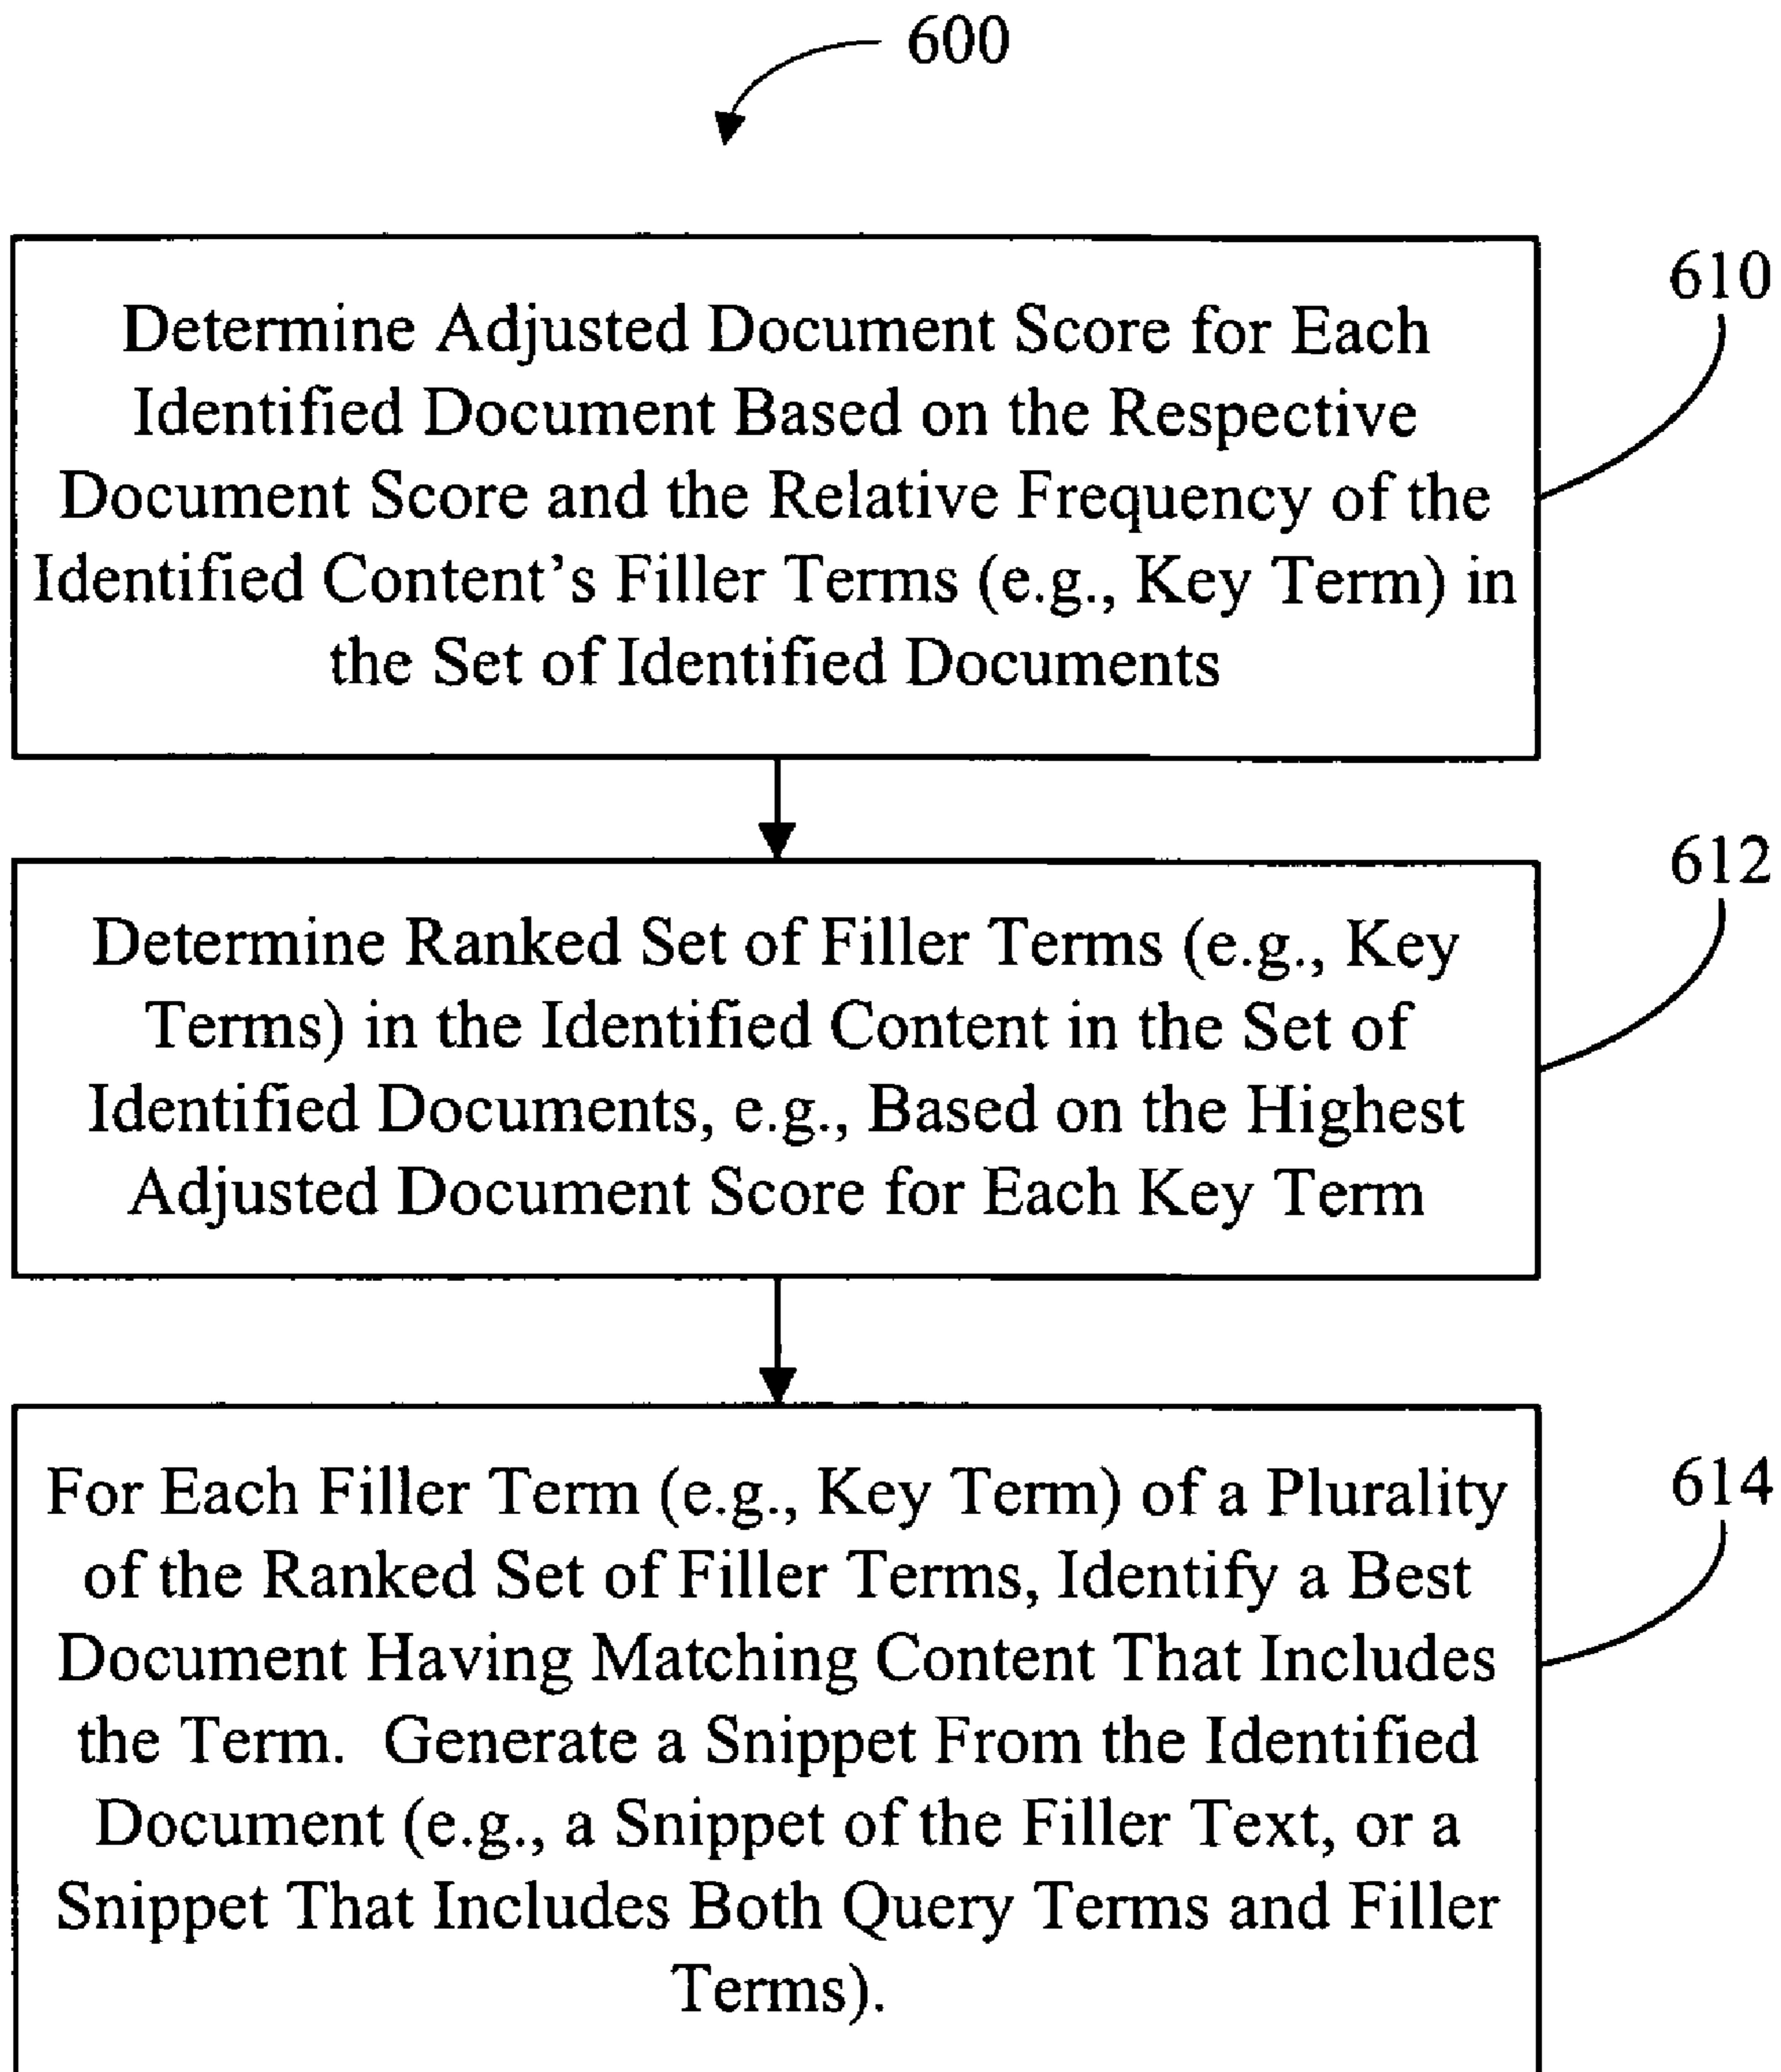 600
610
Determine Adjusted Document Score for Each
Identified Document Based on the Respective
Document Score and the Relative Frequency of the
Identified Content's Filler Terms (e.g., Key Term) in
the Set of Identified Documents
612
Determine Ranked Set of Filler Terms (e.g., Key
Terms) in the Identified Content in the Set of
Identified Documents, e.g., Based on the Highest
Adjusted Document Score for Each Key Term
614
For Each Filler Term (e.g., Key Term) of a Plurality
of the Ranked Set of Filler Terms, Identify a Best
Document Having Matching Content That Includes
the Term. Generate a Snippet From the Identified
Document (e.g., a Snippet of the Filler Text, or a
Snippet That Includes Both Query Terms and Filler
Terms).